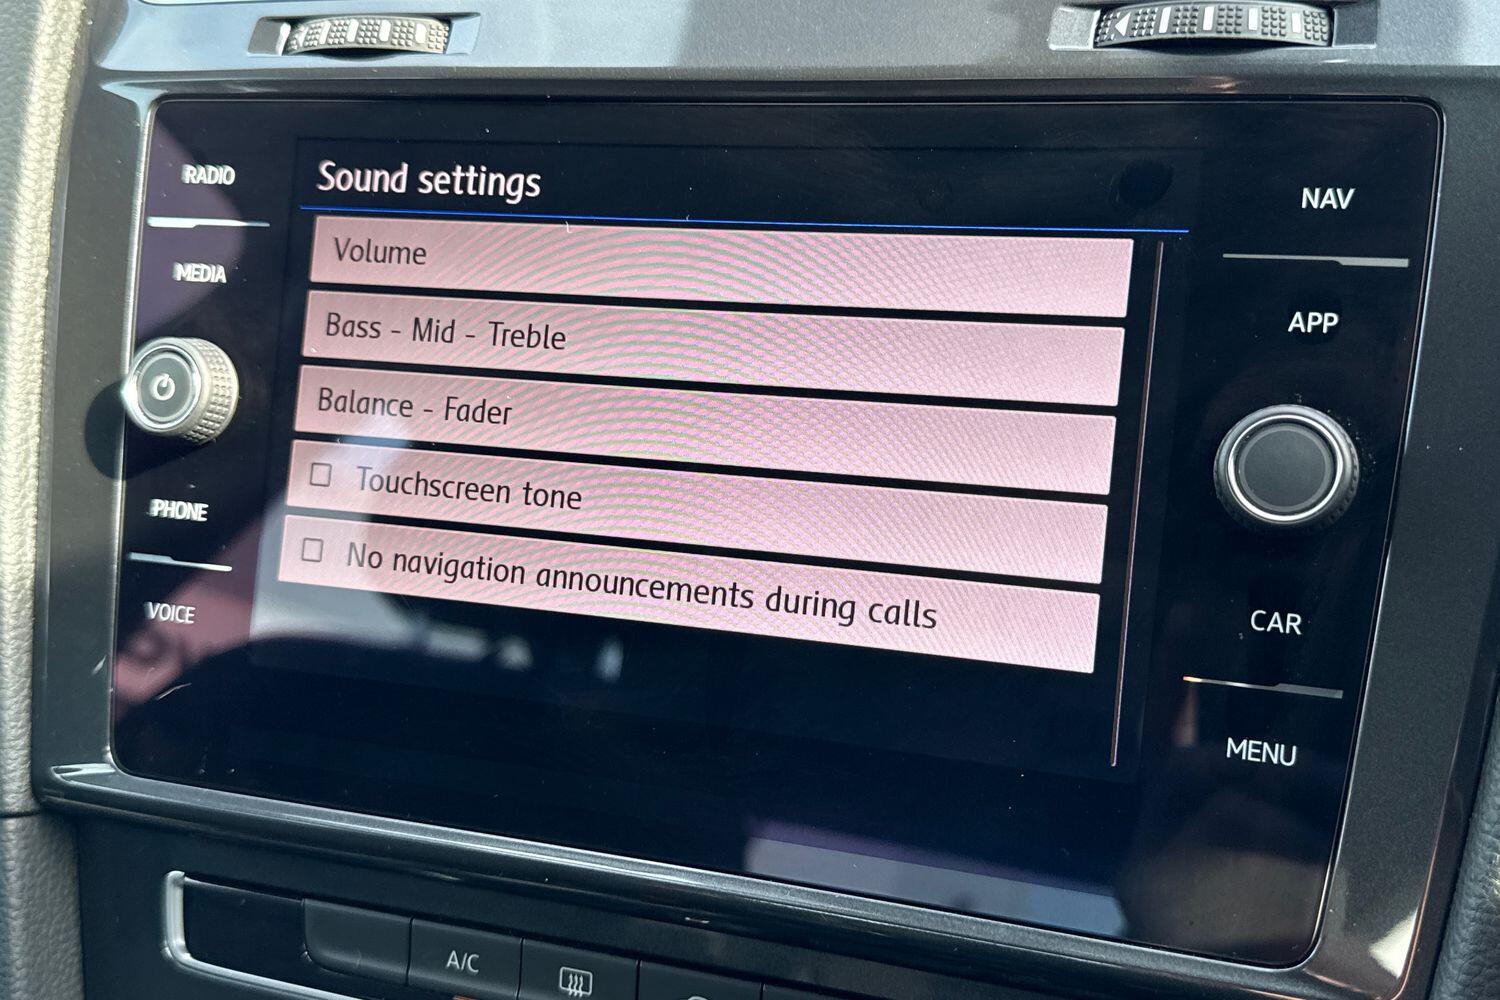 RADIO
MEDIA
PHONE
VOICE
Sound settings
Volume
Bass - Mid - Treble
Balance - Fader
Touchscreen tone
No navigation announcements during calls
NAV
APP
CAR
MENU
A/C